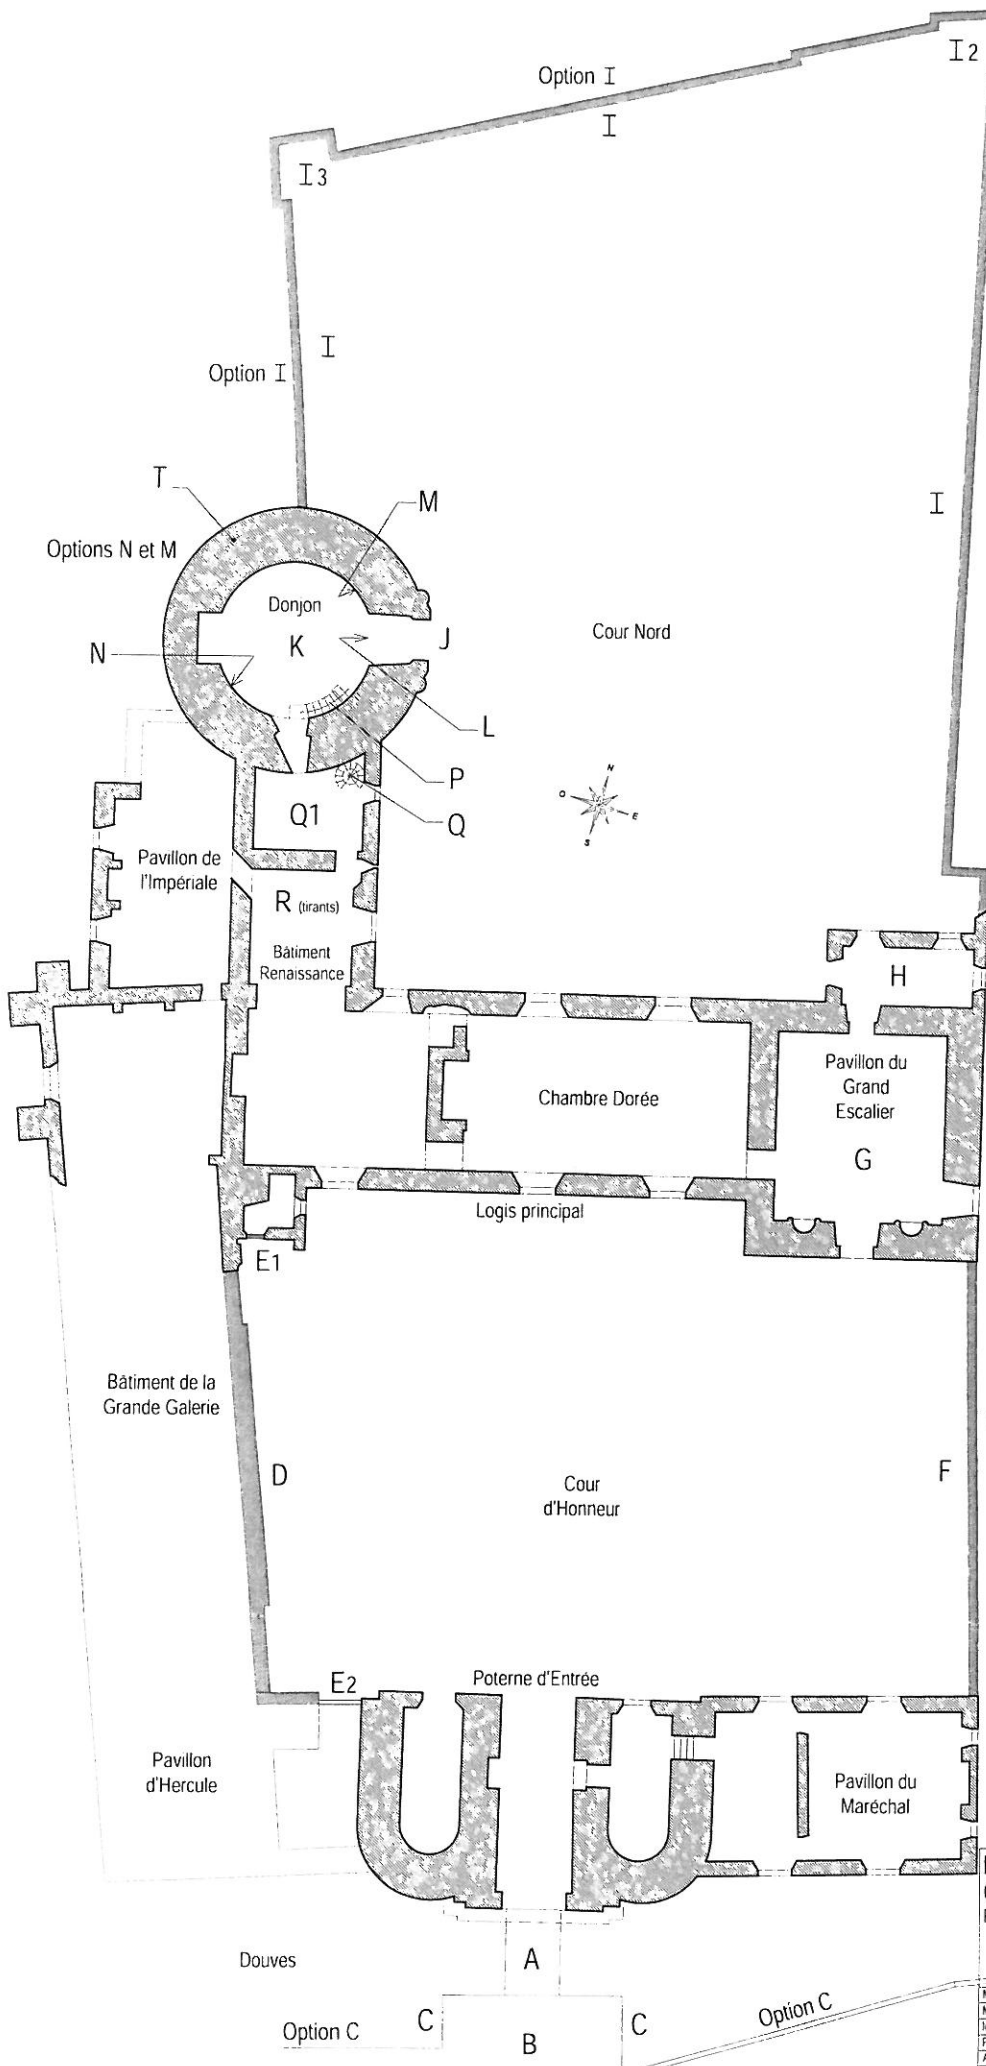 I2
Option I
I
I3
I
Option I
I
T
M
Options N et M
Donjon
Cour Nord
J
K
N
L
P
N
O
E
S
Q1
Q
Pavillon de
l'Impériale
R (tirants)
Bâtiment
Renaissance
H
Pavillon du
Grand
Escalier
Chambre Dorée
G
Logis principal
E1
Bâtiment de la
Grande Galerie
D
F
Cour
d'Honneur
E2
Poterne d'Entrée
Pavillon
d'Hercule
Pavillon du
Maréchal
Douves
A
Option C
C
B
C
Option C